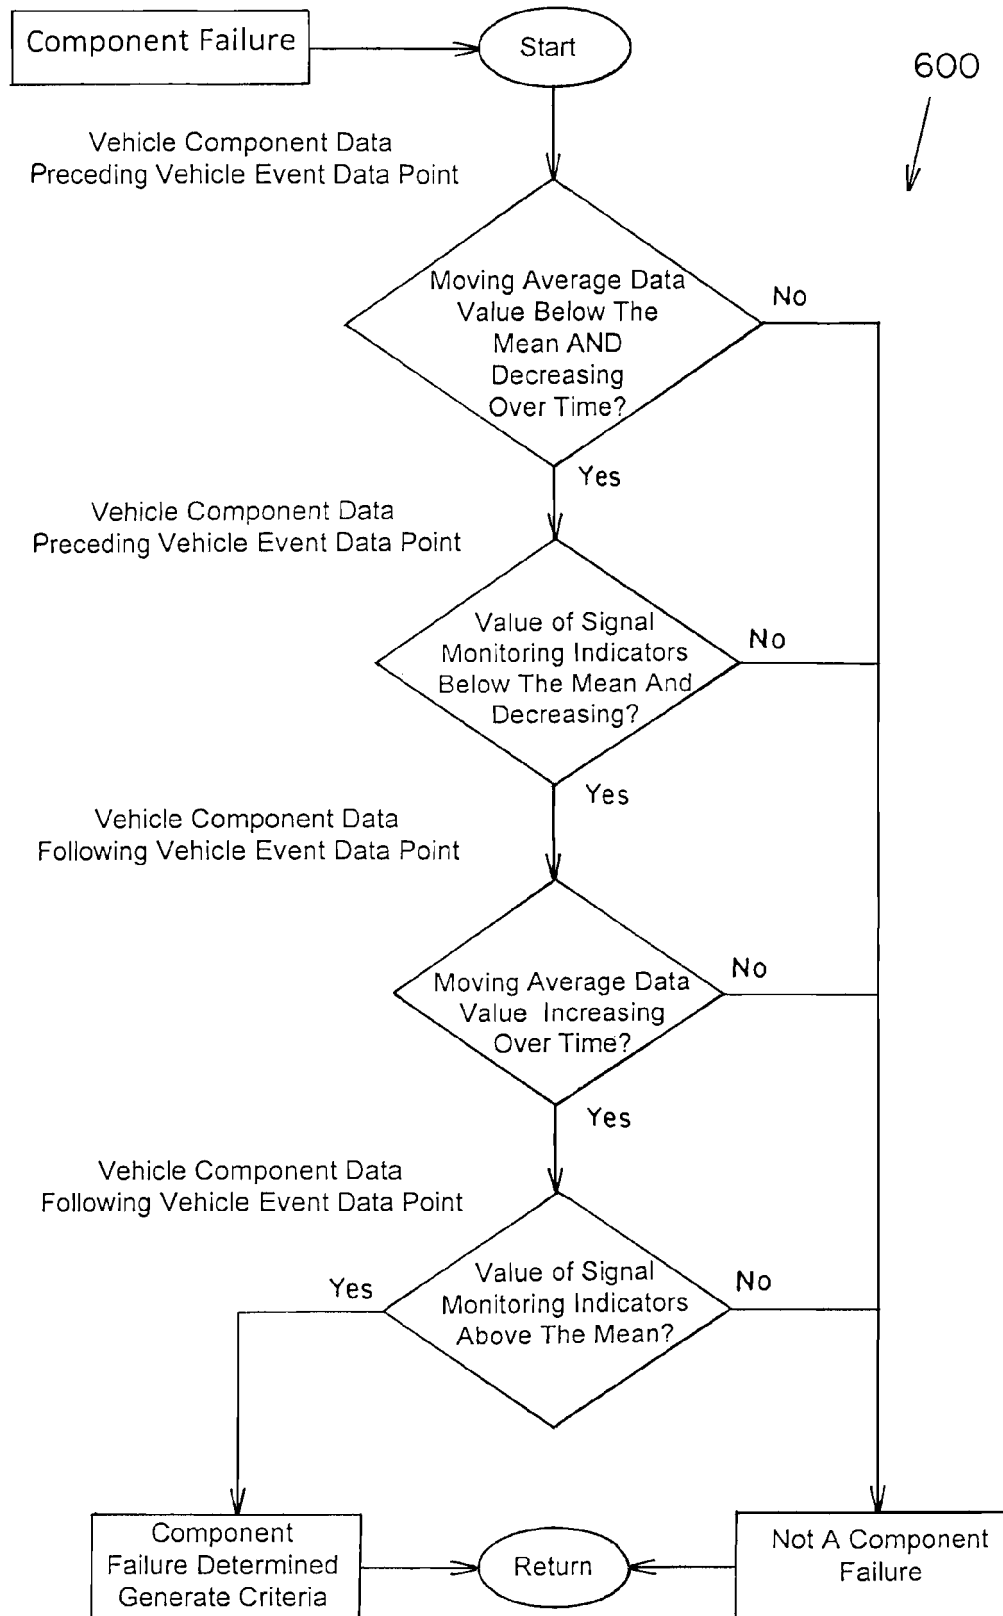 Component Failure
Start
600
Vehicle Component Data
Preceding Vehicle Event Data Point
Moving Average Data
Value Below The
Mean AND
Decreasing
Over Time?
No
Yes
Vehicle Component Data
Preceding Vehicle Event Data Point
Value of Signal
Monitoring Indicators
Below The Mean And
Decreasing?
No
Yes
Vehicle Component Data
Following Vehicle Event Data Point
Moving Average Data
Value Increasing
Over Time?
No
Yes
Vehicle Component Data
Following Vehicle Event Data Point
Yes
Value of Signal
Monitoring Indicators
Above The Mean?
No
Component
Failure Determined
Generate Criteria
Return
Not A Component
Failure